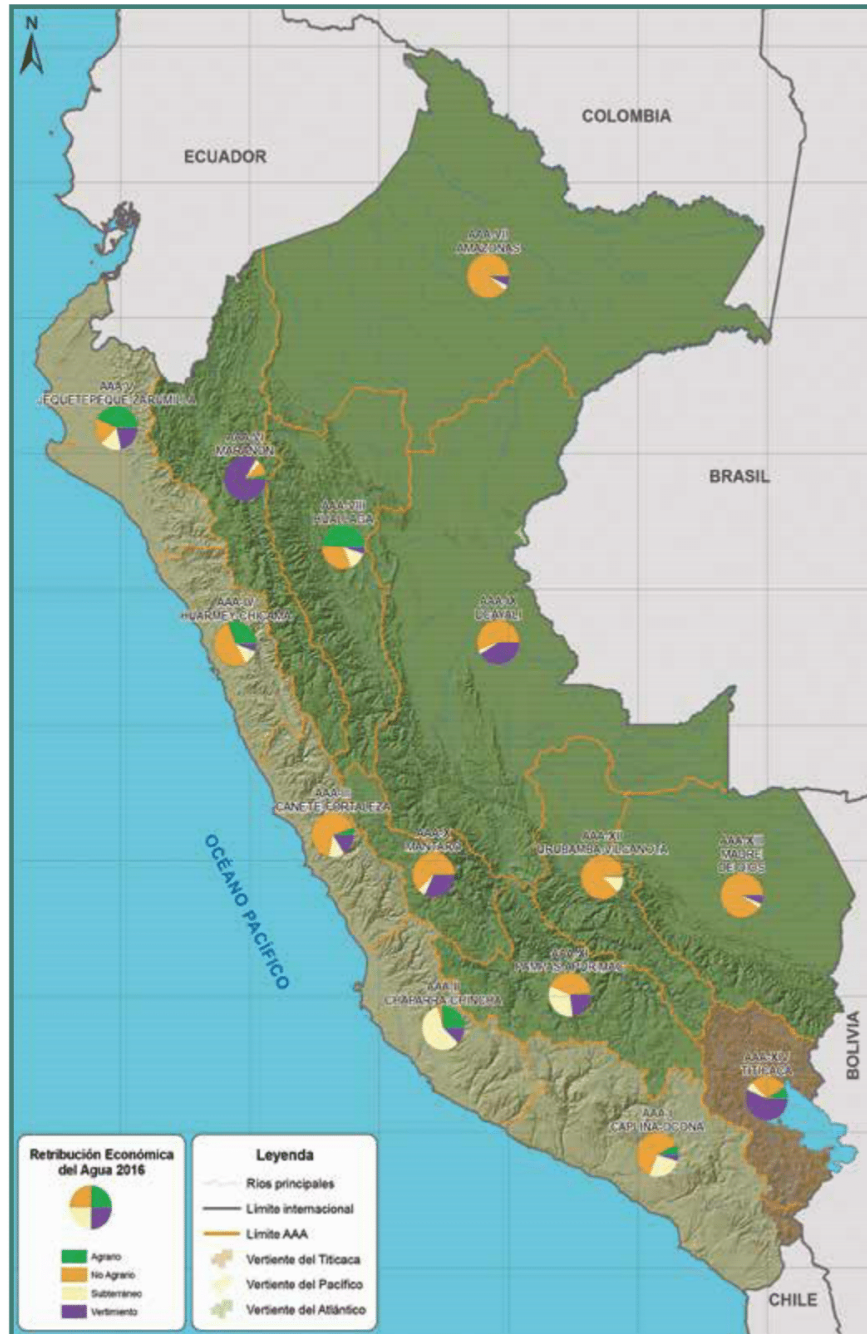 N
COLOMBIA
ECUADOR
AAA-VII
AMAZONAS
AAA-V
JEQUETEPEQUE-ZARUMILLA
AAA-VI
MARAÑON
BRASIL
AAA-VIII
HUALLAGA
AAA-IV
HUARMEY-CHICAMA
AAA-IX
UCAYALI
AAA-III
CAÑETE-FORTALEZA
AAA-X
MANTARO
AAA-XII
URUBAMBA-VILCANOTA
AAA-XIII
MADRE
DE DIOS
OCÉANO PACÍFICO
AAA-XI
PAMPAS-APURIMAC
AAA-II
CHAPARRA-CHINCHA
BOLIVIA
AAA-XIV
TITICACA
AAA-I
CAPLINA-OCOÑA
Retribución Económica
del Agua 2016
Agrario
No Agrario
Subterráneo
Vertimiento
Leyenda
Ríos principales
Límite internacional
Límite AAA
Vertiente del Titicaca
Vertiente del Pacífico
Vertiente del Atlántico
CHILE